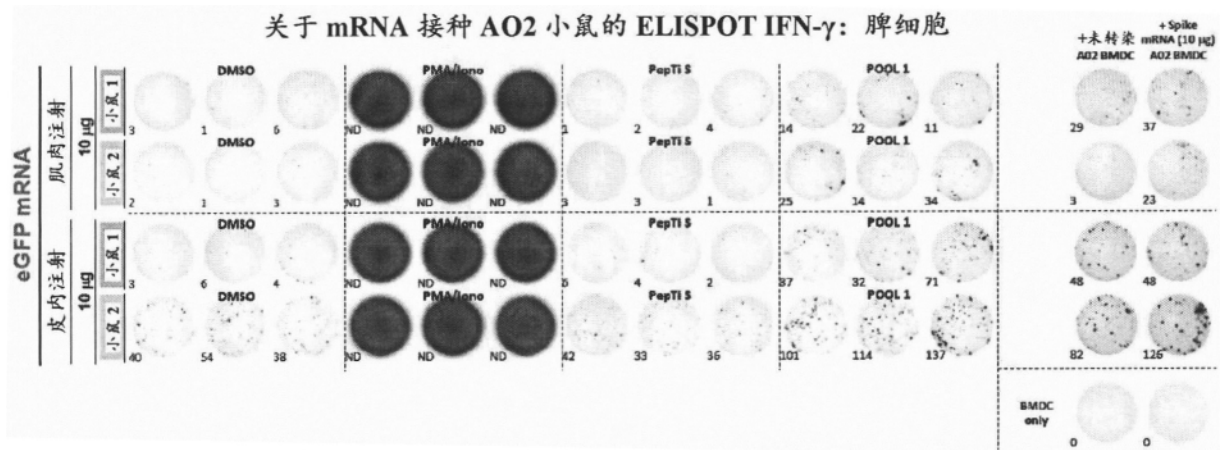 关于 mRNA 接种 AO2 小鼠的 ELISPOT IFN-γ: 脾细胞
+未转染 A02 BMDC
+ Spike mRNA (10 µg) A02 BMDC
eGFP mRNA
肌肉注射
10 µg
小鼠 1
DMSO PMA/Iono PepTi S POOL 1
3 1 6 ND ND ND 1 2 4 14 22 11 29 37
小鼠 2
DMSO PMA/Iono PepTi S POOL 1
2 1 3 ND ND ND 3 3 1 25 14 34 3 23
皮内注射
10 µg
小鼠 1
DMSO PMA/Iono PepTi S POOL 1
3 6 4 ND ND ND 6 4 2 37 32 71 48 48
小鼠 2
DMSO PMA/Iono PepTi S POOL 1
40 54 38 ND ND ND 42 33 36 101 114 137 82 126
BMDC only
0 0